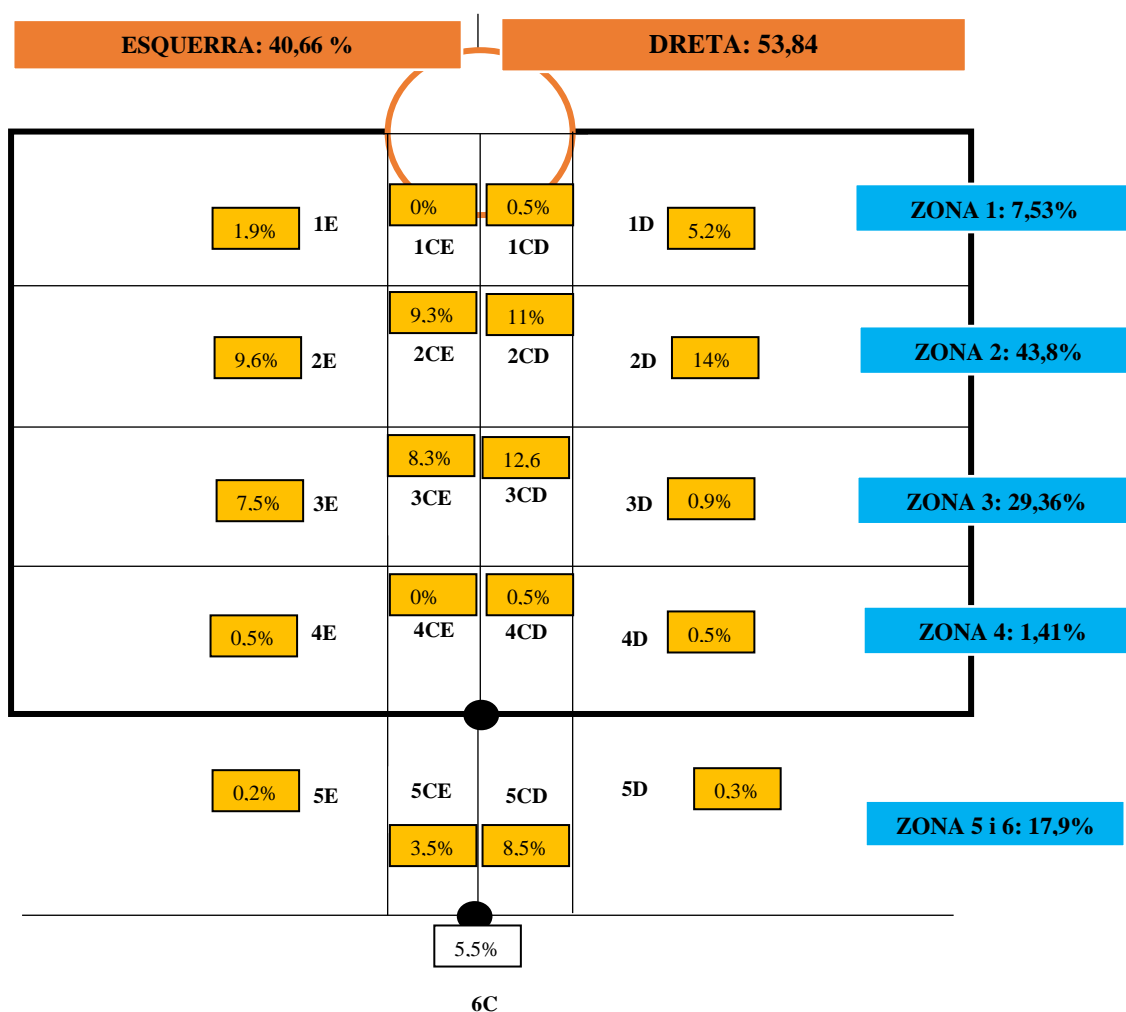 ESQUERRA: 40,66 %
DRETA: 53,84
0%
0,5%
ZONA 1: 7,53%
1,9%
1E
1D
5,2%
1CE
1CD
9,3%
11%
9,6%
2E
2CE
2CD
2D
14%
ZONA 2: 43,8%
8,3%
12,6
7,5%
3E
3CE
3CD
3D
0,9%
ZONA 3: 29,36%
0%
0,5%
0,5%
4E
4CE
4CD
4D
0,5%
ZONA 4: 1,41%
0,2%
5E
5CE
5CD
5D
0,3%
3,5%
8,5%
ZONA 5 i 6: 17,9%
5,5%
6C